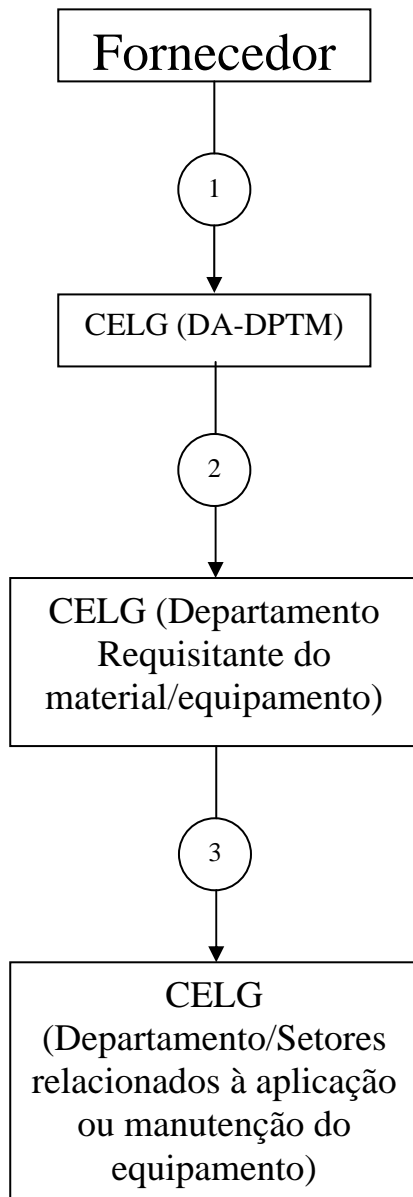 Fornecedor
1
CELG (DA-DPTM)
2
CELG (Departamento
Requisitante do
material/equipamento)
3
CELG
(Departamento/Setores
relacionados à aplicação
ou manutenção do
equipamento)